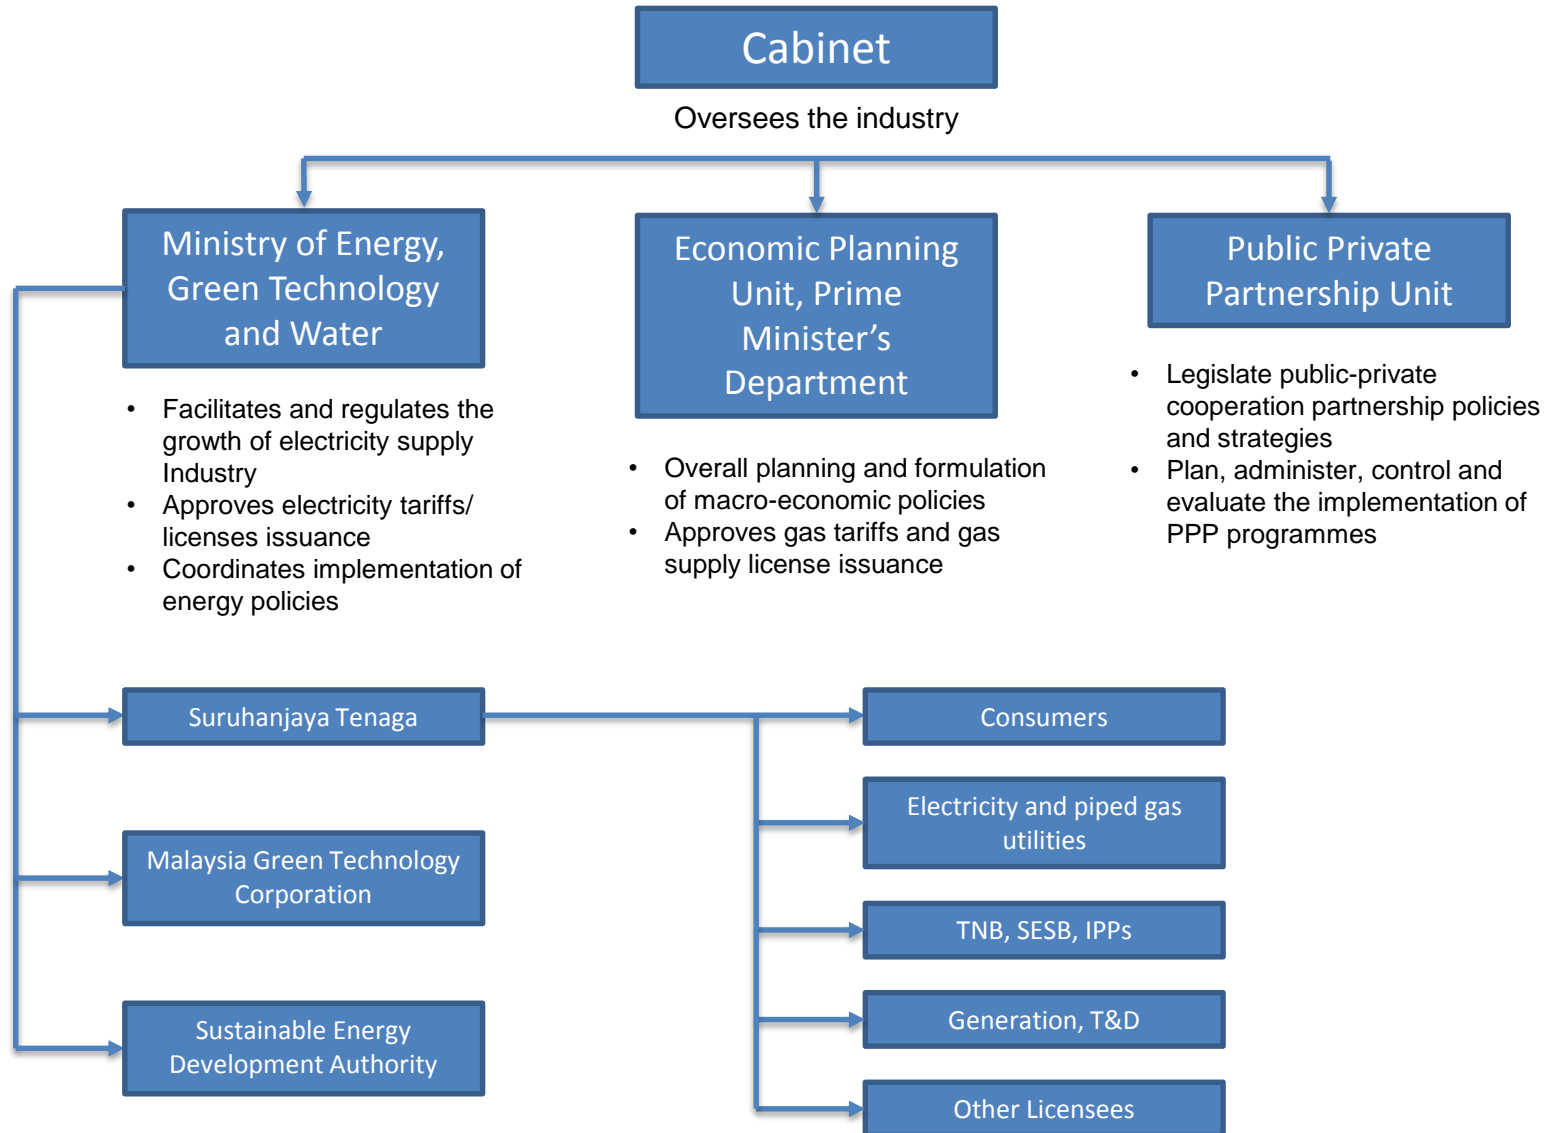 Cabinet
Oversees the industry
Ministry of Energy,
Green Technology
and Water
• Facilitates and regulates the
growth of electricity supply
Industry
• Approves electricity tariffs/
licenses issuance
• Coordinates implementation of
energy policies
Economic Planning
Unit, Prime
Minister’s
Department
• Overall planning and formulation
of macro-economic policies
• Approves gas tariffs and gas
supply license issuance
Public Private
Partnership Unit
• Legislate public-private
cooperation partnership policies
and strategies
• Plan, administer, control and
evaluate the implementation of
PPP programmes
Suruhanjaya Tenaga
Malaysia Green Technology
Corporation
Sustainable Energy
Development Authority
Consumers
Electricity and piped gas
utilities
TNB, SESB, IPPs
Generation, T&D
Other Licensees